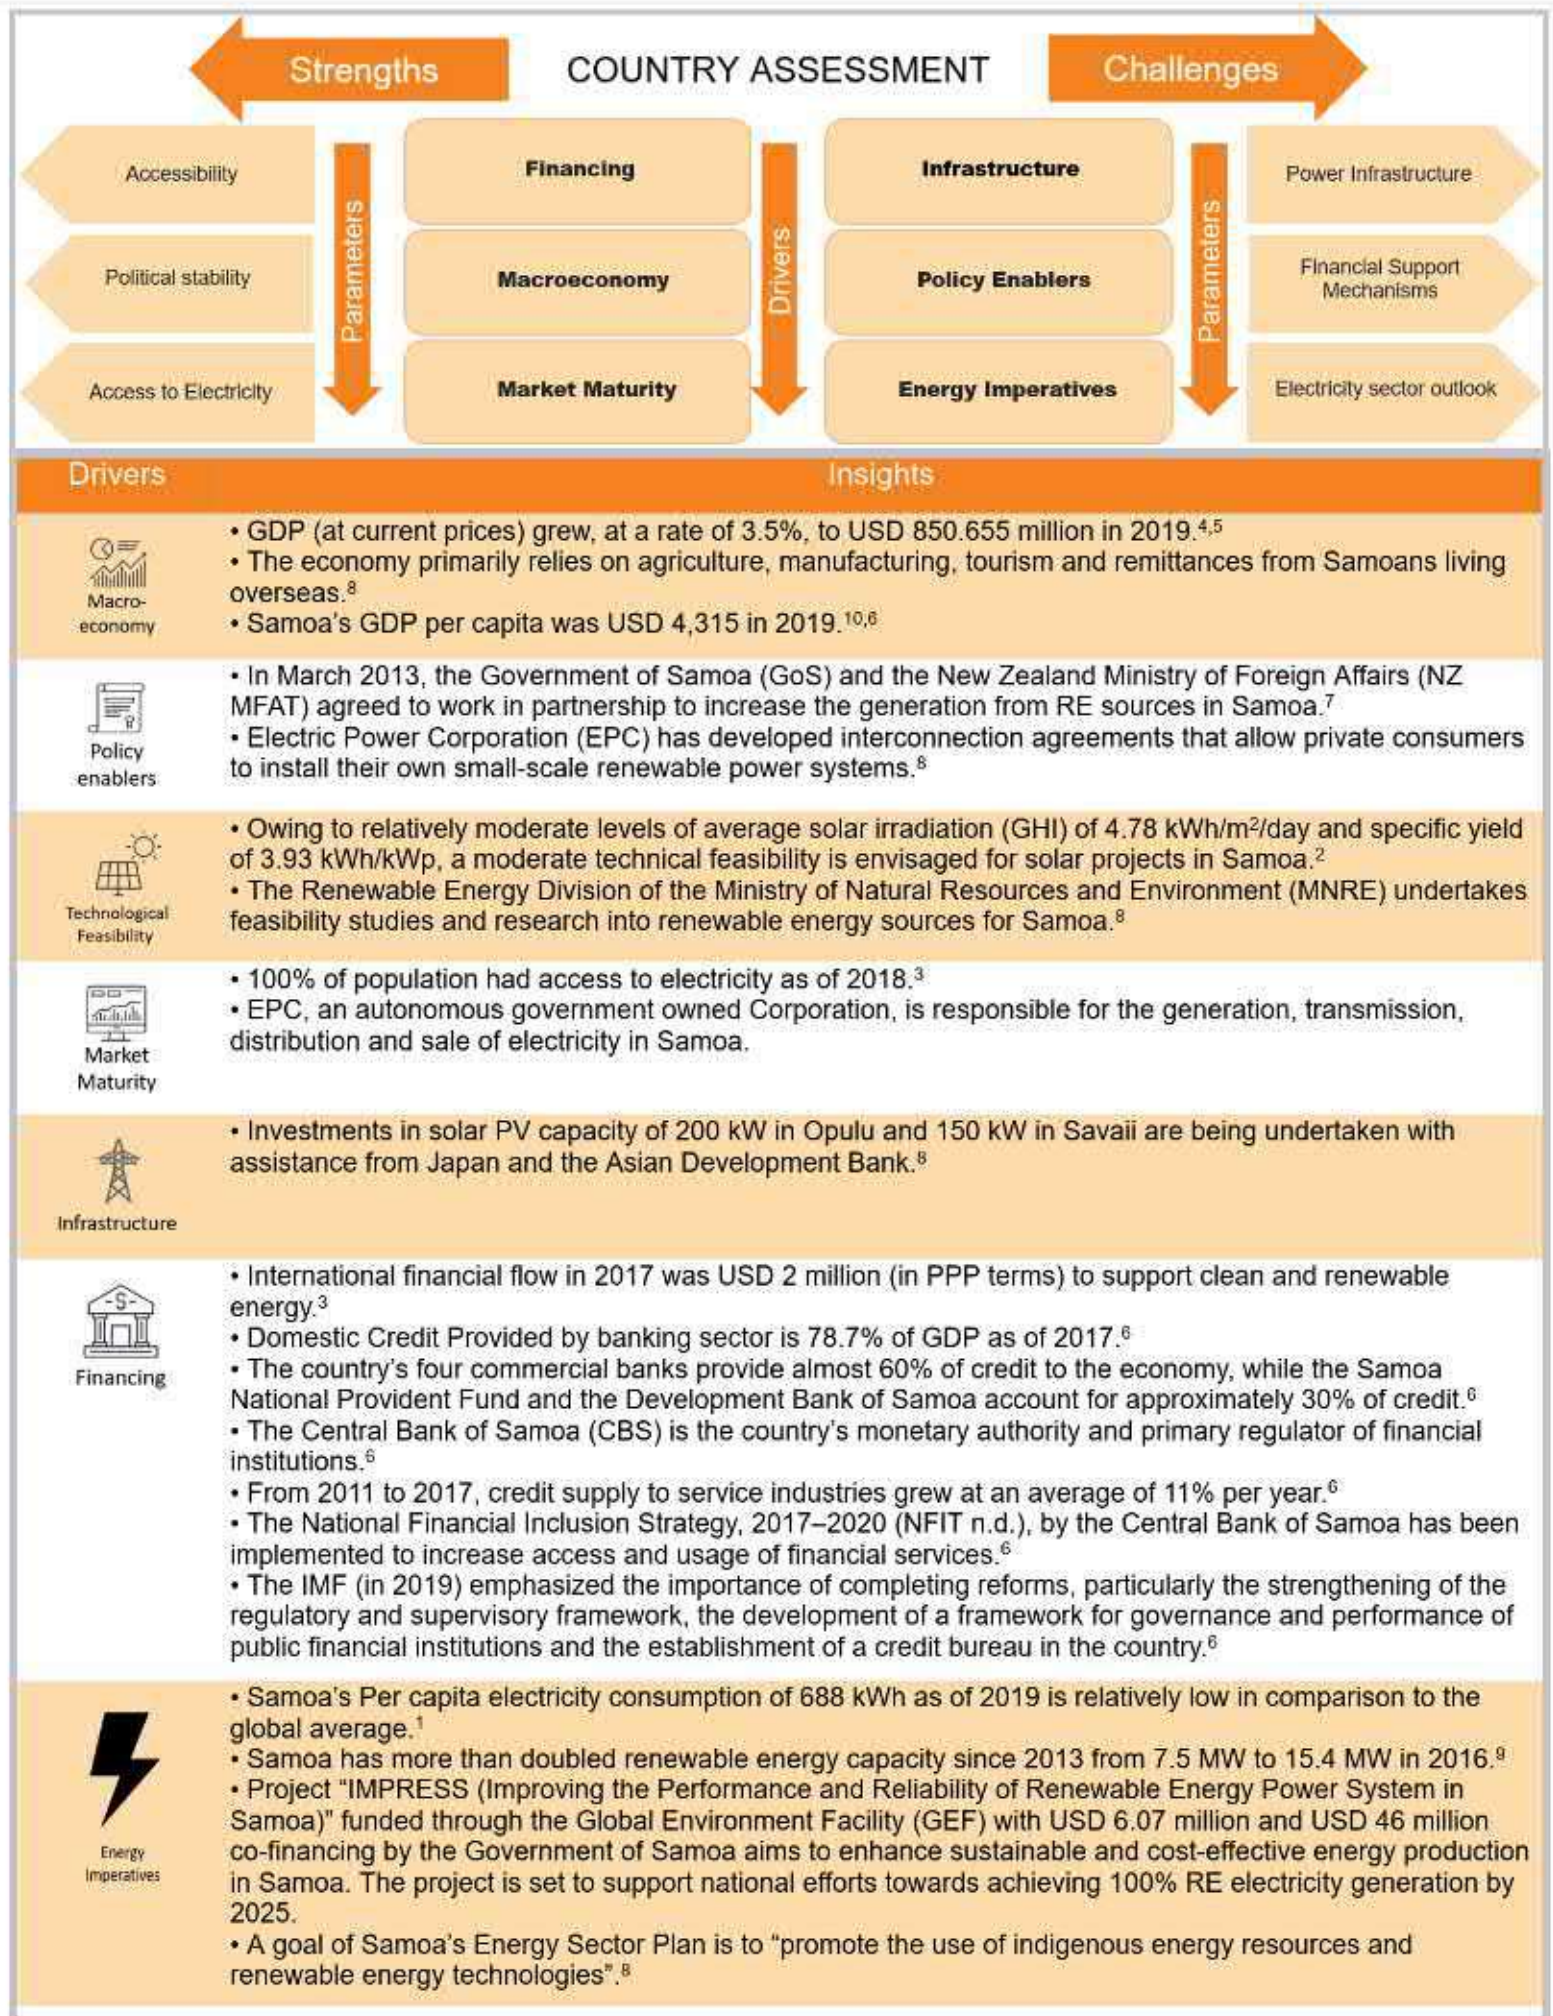 Strengths
COUNTRY ASSESSMENT
Challenges
Accessibility
Political stability
Access to Electricity
Parameters
Financing
Macroeconomy
Market Maturity
Drivers
Infrastructure
Policy Enablers
Energy Imperatives
Parameters
Power Infrastructure
Financial Support
Mechanisms
Electricity sector outlook
Drivers
Insights
Macro-
economy
• GDP (at current prices) grew, at a rate of 3.5%, to USD 850.655 million in 2019.4,5
• The economy primarily relies on agriculture, manufacturing, tourism and remittances from Samoans living
overseas.8
• Samoa's GDP per capita was USD 4,315 in 2019.10,6
Policy
enablers
• In March 2013, the Government of Samoa (GoS) and the New Zealand Ministry of Foreign Affairs (NZ
MFAT) agreed to work in partnership to increase the generation from RE sources in Samoa.7
• Electric Power Corporation (EPC) has developed interconnection agreements that allow private consumers
to install their own small-scale renewable power systems.8
Technological
Feasibility
• Owing to relatively moderate levels of average solar irradiation (GHI) of 4.78 kWh/m2/day and specific yield
of 3.93 kWh/kWp, a moderate technical feasibility is envisaged for solar projects in Samoa.2
• The Renewable Energy Division of the Ministry of Natural Resources and Environment (MNRE) undertakes
feasibility studies and research into renewable energy sources for Samoa.8
Market
Maturity
• 100% of population had access to electricity as of 2018.3
• EPC, an autonomous government owned Corporation, is responsible for the generation, transmission,
distribution and sale of electricity in Samoa.
Infrastructure
• Investments in solar PV capacity of 200 kW in Opulu and 150 kW in Savaii are being undertaken with
assistance from Japan and the Asian Development Bank.8
Financing
• International financial flow in 2017 was USD 2 million (in PPP terms) to support clean and renewable
energy.3
• Domestic Credit Provided by banking sector is 78.7% of GDP as of 2017.6
• The country's four commercial banks provide almost 60% of credit to the economy, while the Samoa
National Provident Fund and the Development Bank of Samoa account for approximately 30% of credit.6
• The Central Bank of Samoa (CBS) is the country's monetary authority and primary regulator of financial
institutions.6
• From 2011 to 2017, credit supply to service industries grew at an average of 11% per year.6
• The National Financial Inclusion Strategy, 2017–2020 (NFIT n.d.), by the Central Bank of Samoa has been
implemented to increase access and usage of financial services.6
• The IMF (in 2019) emphasized the importance of completing reforms, particularly the strengthening of the
regulatory and supervisory framework, the development of a framework for governance and performance of
public financial institutions and the establishment of a credit bureau in the country.6
Energy
Imperatives
• Samoa's Per capita electricity consumption of 688 kWh as of 2019 is relatively low in comparison to the
global average.1
• Samoa has more than doubled renewable energy capacity since 2013 from 7.5 MW to 15.4 MW in 2016.9
• Project "IMPRESS (Improving the Performance and Reliability of Renewable Energy Power System in
Samoa)" funded through the Global Environment Facility (GEF) with USD 6.07 million and USD 46 million
co-financing by the Government of Samoa aims to enhance sustainable and cost-effective energy production
in Samoa. The project is set to support national efforts towards achieving 100% RE electricity generation by
2025.
• A goal of Samoa's Energy Sector Plan is to "promote the use of indigenous energy resources and
renewable energy technologies".8